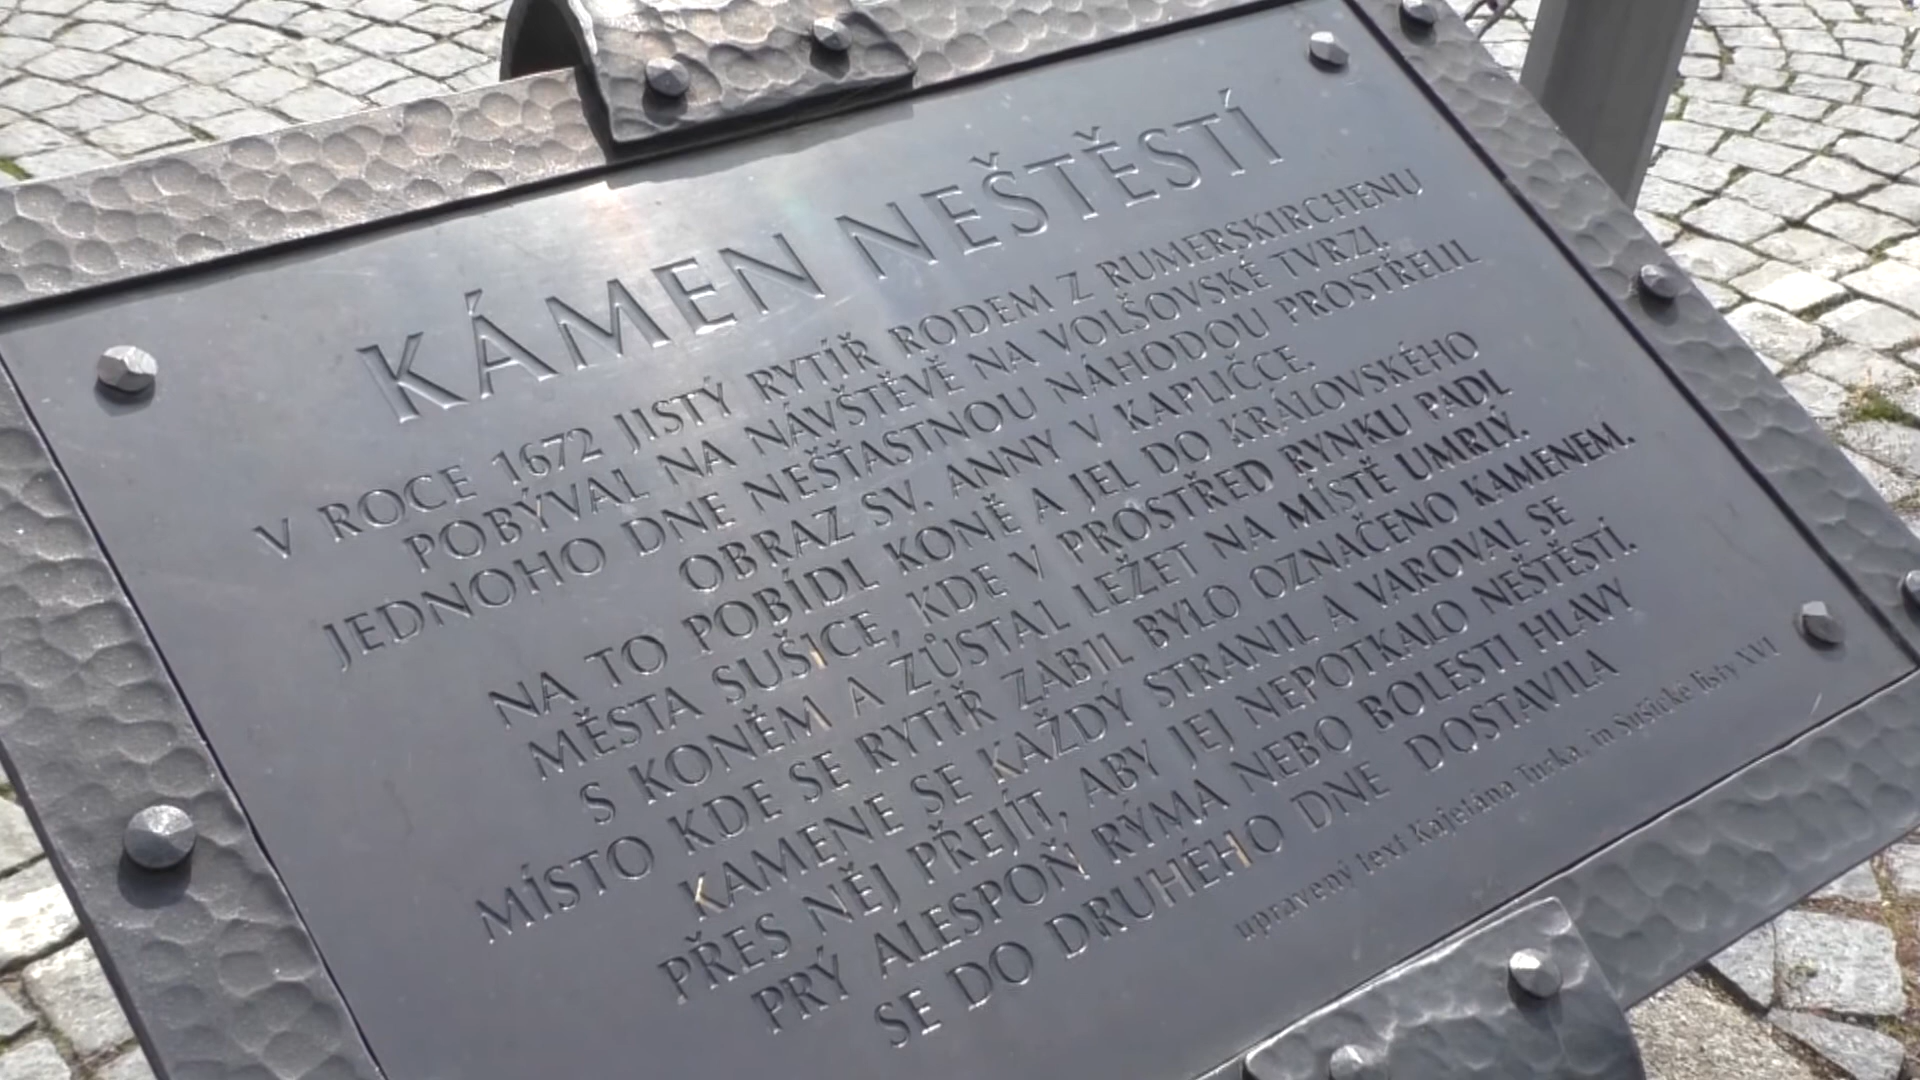 KÁMEN NEŠTĚSTÍ
V ROCE 1672 JISTÝ RYTÍŘ RODEM Z RUMERSKIRCHENU
POBÝVAL NA NÁVŠTĚVĚ NA VOLŠOVSKÉ TVRZI.
JEDNOHO DNE NEŠŤASTNOU NÁHODOU PROSTŘELIL
OBRAZ SV. ANNY V KAPLIČCE.
NA TO POBÍDL KONĚ A JEL DO KRÁLOVSKÉHO
MĚSTA SUŠICE, KDE V PROSTŘED RYNKU PADL
S KONĚM A ZŮSTAL LEŽET NA MÍSTĚ UMRLÝ.
MÍSTO KDE SE RYTÍŘ ZABIL BYLO OZNAČENO KAMENEM.
KAMENE SE KAŽDÝ STRANIL A VAROVAL SE
PŘES NĚJ PŘEJÍT, ABY JEJ NEPOTKALO NEŠTĚSTÍ.
PRÝ ALESPOŇ RÝMA NEBO BOLESTI HLAVY
SE DO DRUHÉHO DNE DOSTAVILA
upravený text Kajetána Turka, in Sušické listy XVI